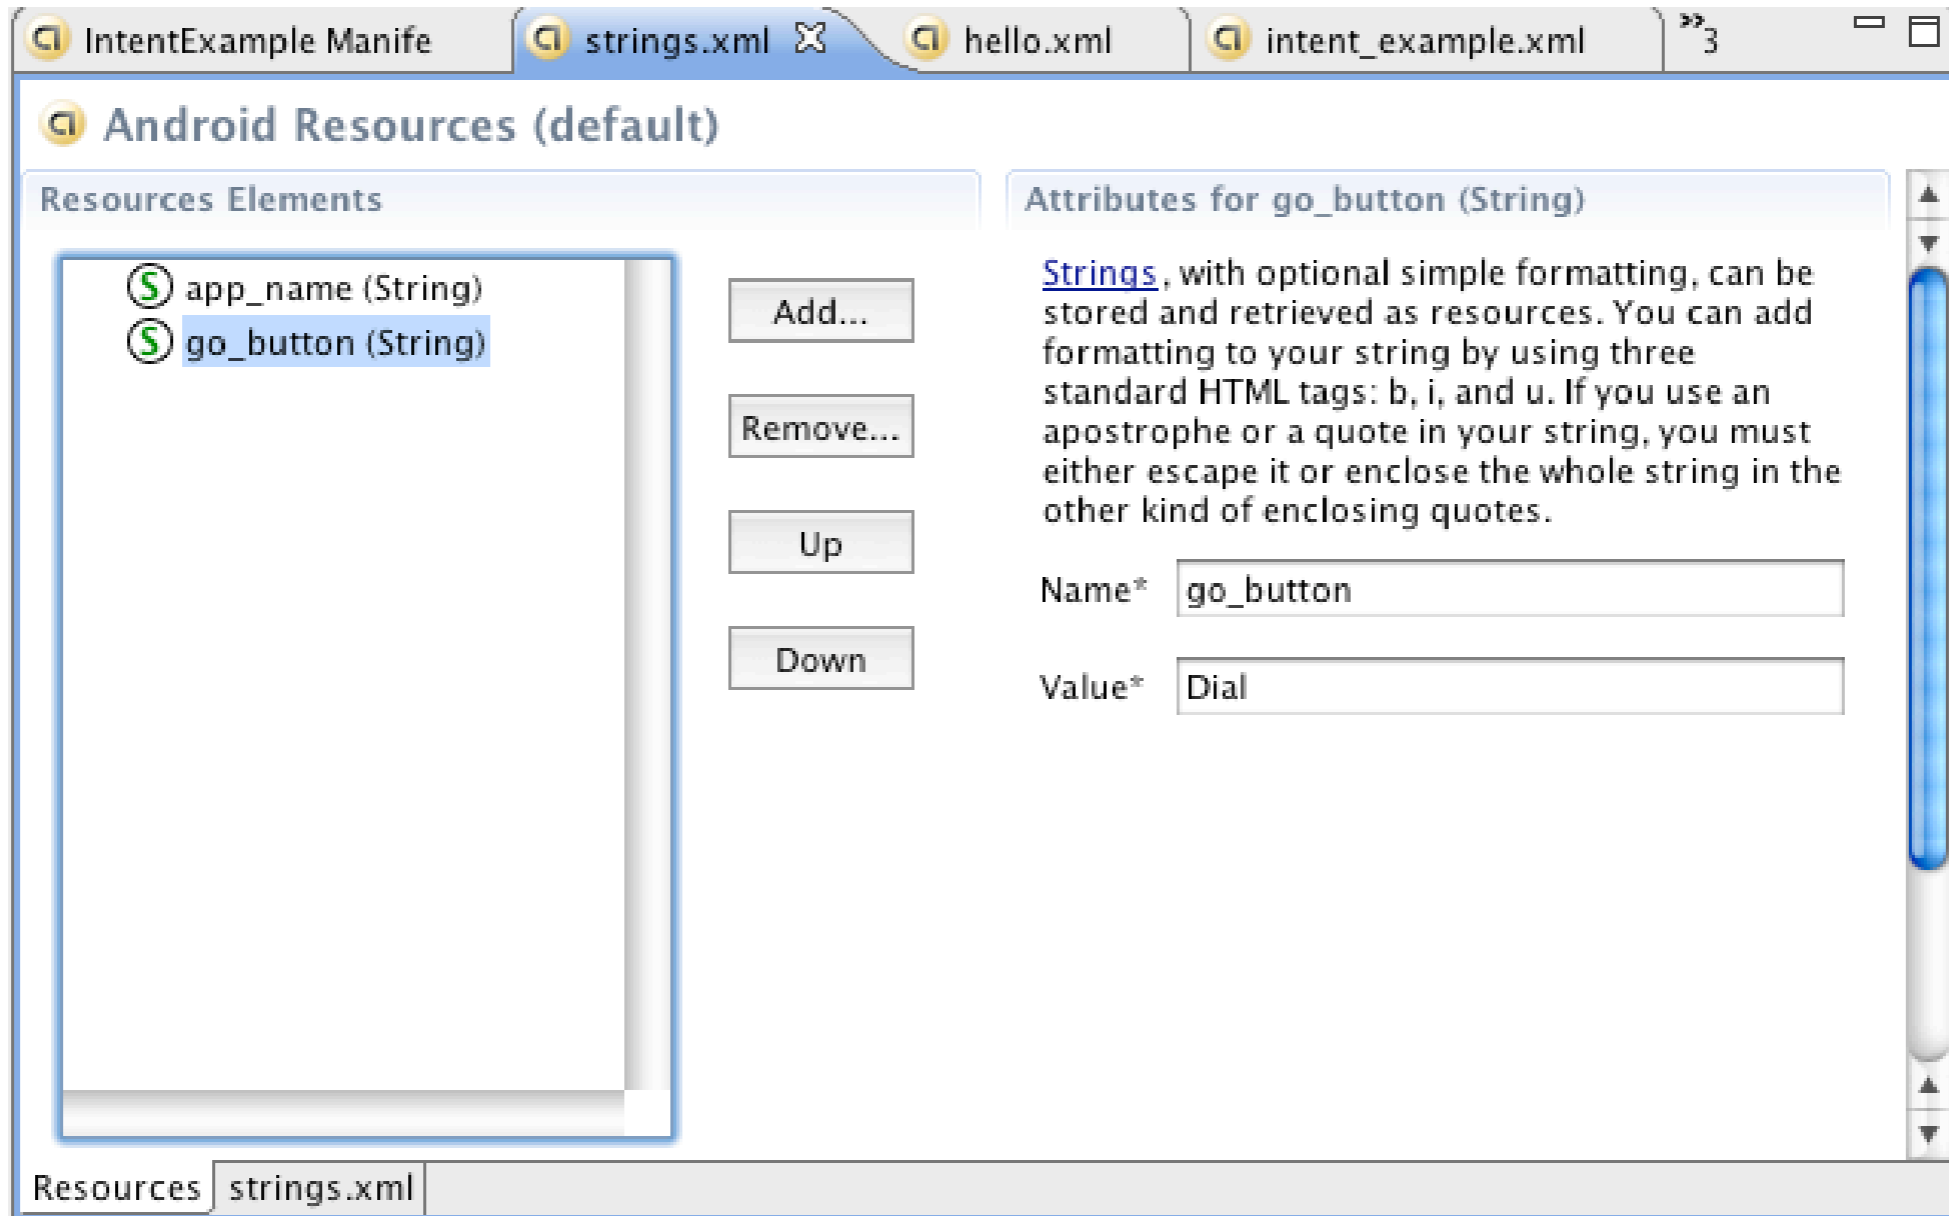 IntentExample Manife
strings.xml
hello.xml
intent_example.xml
»3
Android Resources (default)
Resources Elements
S app_name (String)
S go_button (String)
Add...
Remove...
Up
Down
Attributes for go_button (String)
Strings, with optional simple formatting, can be
stored and retrieved as resources. You can add
formatting to your string by using three
standard HTML tags: b, i, and u. If you use an
apostrophe or a quote in your string, you must
either escape it or enclose the whole string in the
other kind of enclosing quotes.
Name* go_button
Value* Dial
Resources strings.xml